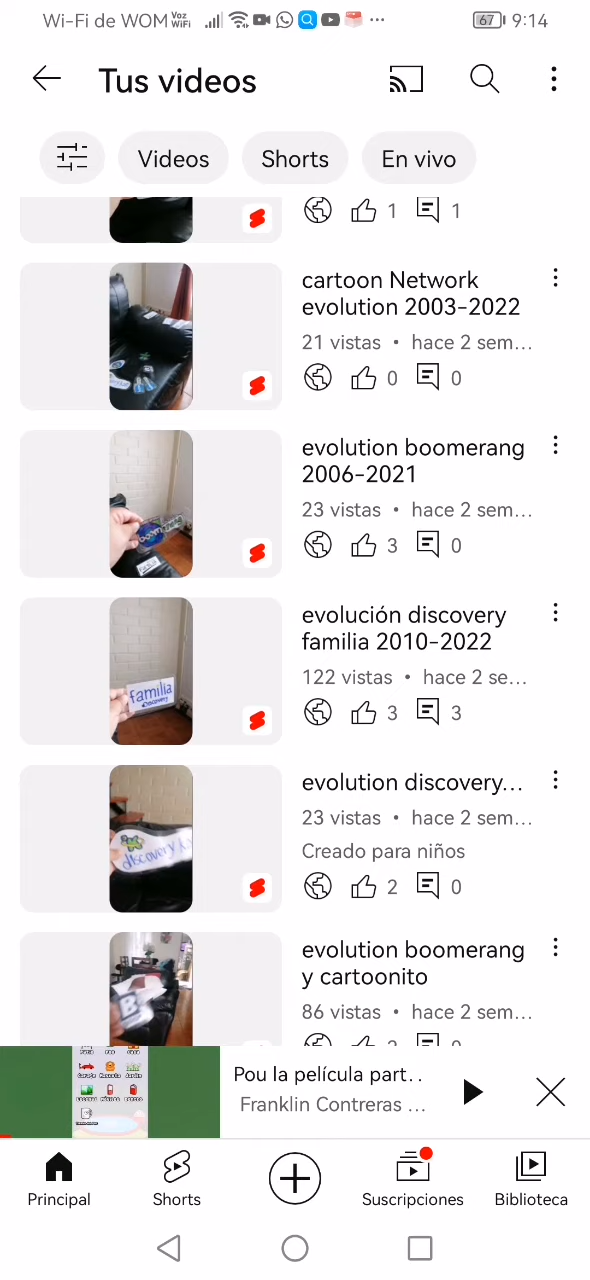 Wi-Fi de WOM Voz WiFi 67 9:14
Tus videos
Videos Shorts En vivo
1 1
cartoon Network
evolution 2003-2022
21 vistas • hace 2 sem...
0 0
evolution boomerang
2006-2021
23 vistas • hace 2 sem...
3 0
boomerang
evolución discovery
familia 2010-2022
122 vistas • hace 2 se...
3 3
familia
Discovery
evolution discovery...
23 vistas • hace 2 sem...
Creado para niños
2 0
discovery
evolution boomerang
y cartoonito
86 vistas • hace 2 sem...
B
Pou la película part..
Franklin Contreras ...
Principal Shorts Suscripciones Biblioteca